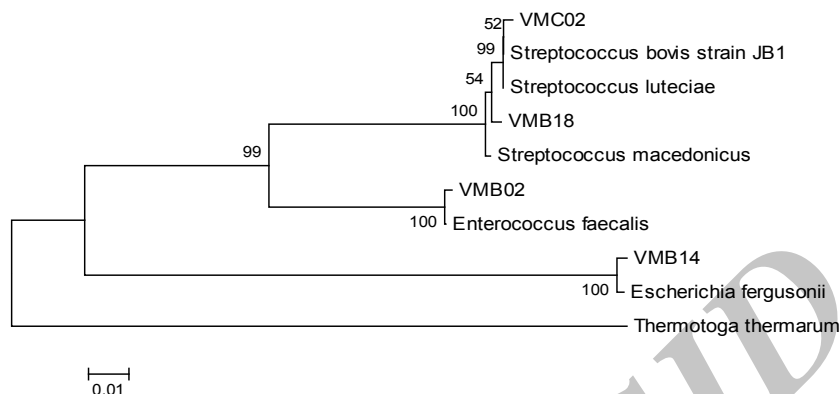 52
VMC02
99
Streptococcus bovis strain JB1
54
Streptococcus luteciae
100
VMB18
99
Streptococcus macedonicus
VMB02
100
Enterococcus faecalis
VMB14
100
Escherichia fergusonii
Thermotoga thermarum
0.01
SID